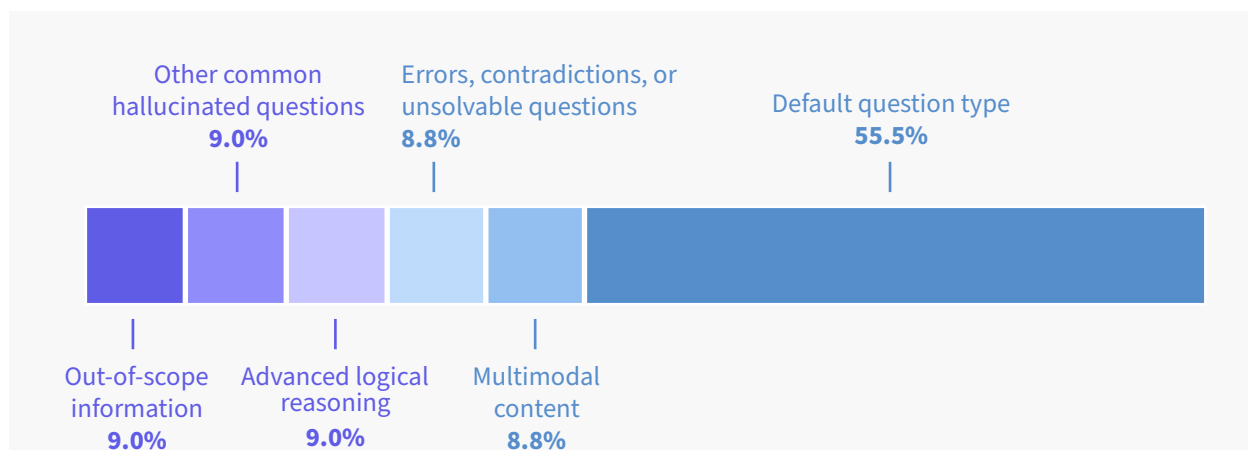 Other common
hallucinated questions
9.0%
Errors, contradictions, or
unsolvable questions
8.8%
Default question type
55.5%
Out-of-scope
information
9.0%
Advanced logical
reasoning
9.0%
Multimodal
content
8.8%